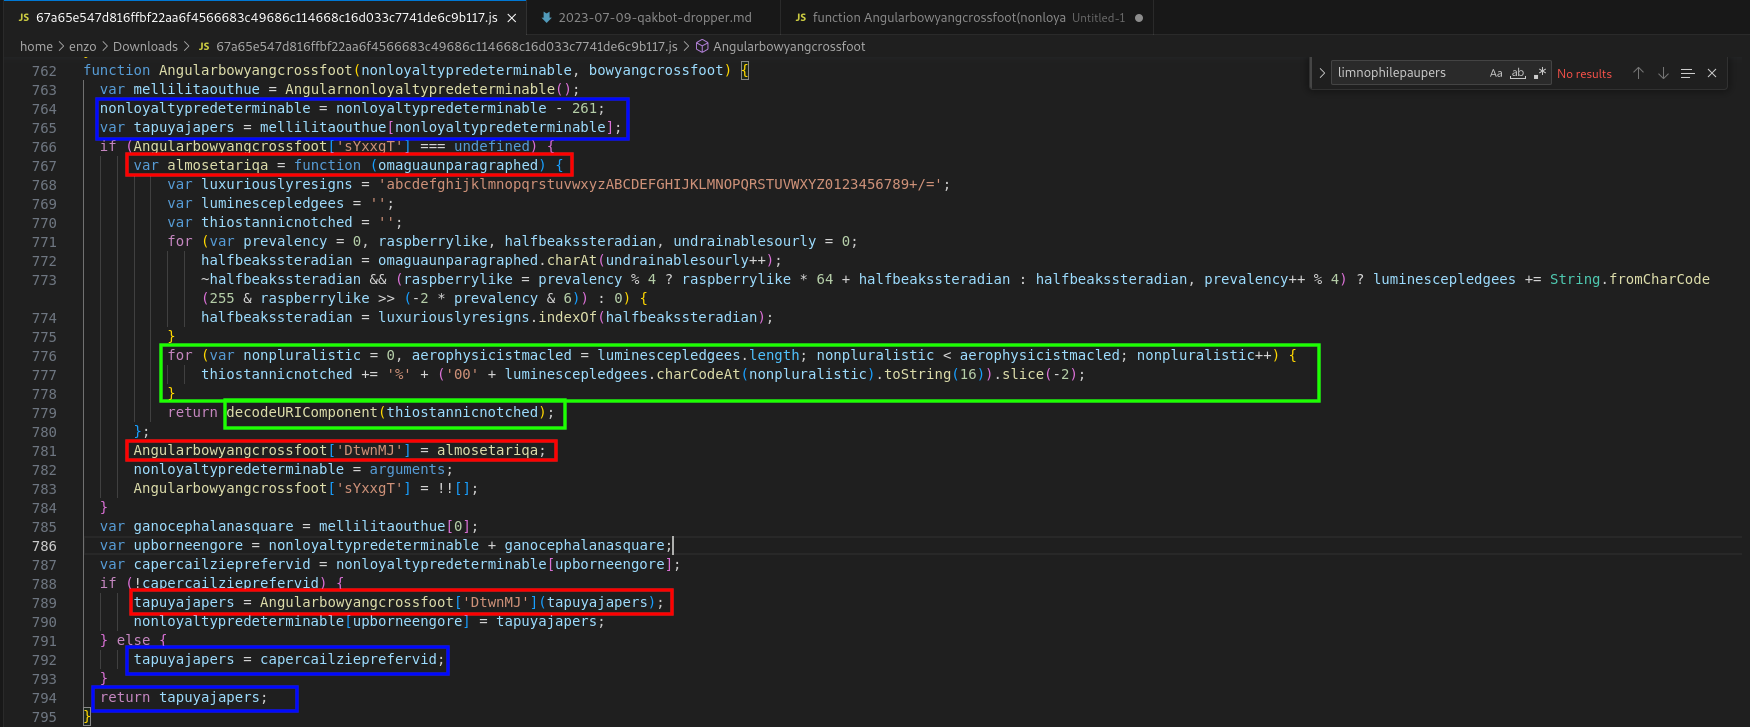 JS 67a65e547d816ffbf22aa6f4566683c49686c114668c16d033c7741de6c9b117.js × 2023-07-09-qakbot-dropper.md JS function Angularbowyangcrossfoot(nonloya Untitled-1 ●
home > enzo > Downloads > JS 67a65e547d816ffbf22aa6f4566683c49686c114668c16d033c7741de6c9b117.js > Angularbowyangcrossfoot
limnophilepaupers Aa ab .* No results
762 function Angularbowyangcrossfoot(nonloyaltypredeterminable, bowyangcrossfoot) {
763 var mellilitaouthue = Angularnonloyaltypredeterminable();
764 nonloyaltypredeterminable = nonloyaltypredeterminable - 261;
765 var tapuyajapers = mellilitaouthue[nonloyaltypredeterminable];
766 if (Angularbowyangcrossfoot['sYxxgT'] === undefined) {
767 var almosetariqa = function (omaguaunparagraphed) {
768 var luxuriouslyresigns = 'abcdefghijklmnopqrstuvwxyzABCDEFGHIJKLMNOPQRSTUVWXYZ0123456789+/=';
769 var luminescepledgees = '';
770 var thiostannicnotched = '';
771 for (var prevalency = 0, raspberrylike, halfbeakssteradian, undrainablesourly = 0;
772 halfbeakssteradian = omaguaunparagraphed.charAt(undrainablesourly++);
773 ~halfbeakssteradian && (raspberrylike = prevalency % 4 ? raspberrylike * 64 + halfbeakssteradian : halfbeakssteradian, prevalency++ % 4) ? luminescepledgees += String.fromCharCode
(255 & raspberrylike >> (-2 * prevalency & 6)) : 0) {
774 halfbeakssteradian = luxuriouslyresigns.indexOf(halfbeakssteradian);
775 }
776 for (var nonpluralistic = 0, aerophysicistmacled = luminescepledgees.length; nonpluralistic < aerophysicistmacled; nonpluralistic++) {
777 thiostannicnotched += '%' + ('00' + luminescepledgees.charCodeAt(nonpluralistic).toString(16)).slice(-2);
778 }
779 return decodeURIComponent(thiostannicnotched);
780 };
781 Angularbowyangcrossfoot['DtwnMJ'] = almosetariqa;
782 nonloyaltypredeterminable = arguments;
783 Angularbowyangcrossfoot['sYxxgT'] = !![];
784 }
785 var ganocephalanasquare = mellilitaouthue[0];
786 var upborneengore = nonloyaltypredeterminable + ganocephalanasquare;
787 var capercailzieprefervid = nonloyaltypredeterminable[upborneengore];
788 if (!capercailzieprefervid) {
789 tapuyajapers = Angularbowyangcrossfoot['DtwnMJ'](tapuyajapers);
790 nonloyaltypredeterminable[upborneengore] = tapuyajapers;
791 } else {
792 tapuyajapers = capercailzieprefervid;
793 }
794 return tapuyajapers;
795 }